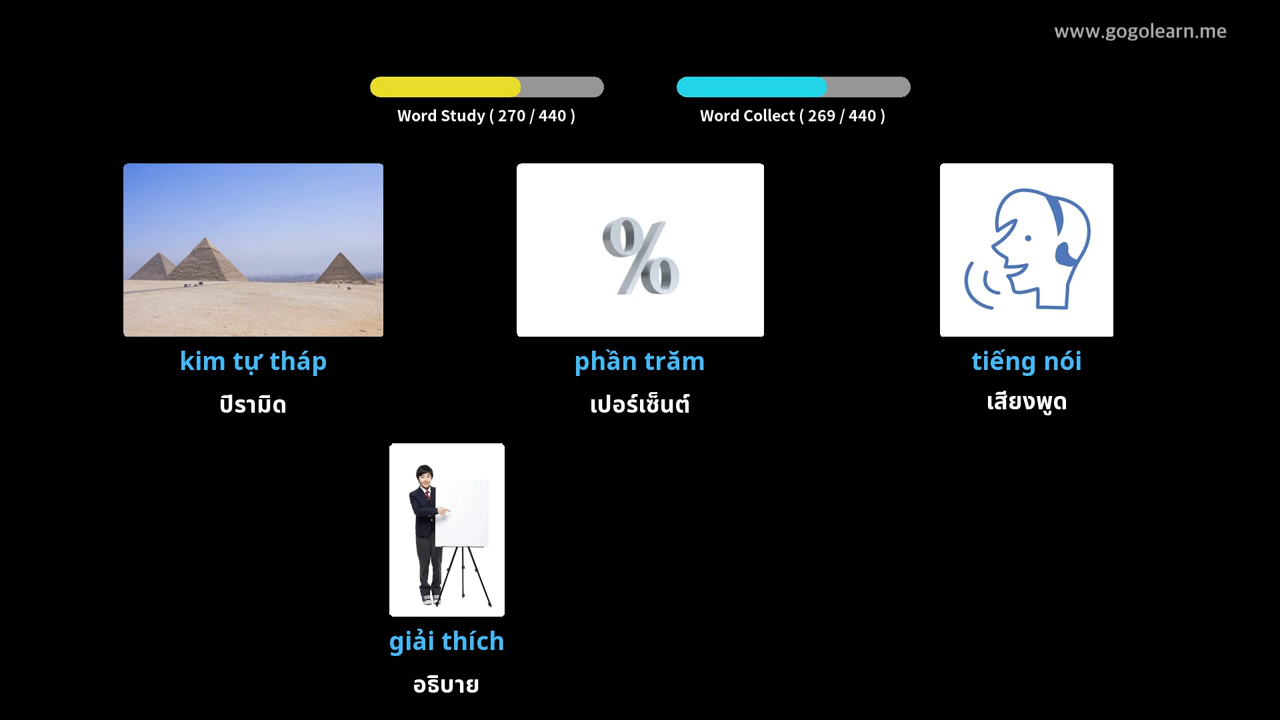 www.gogolearn.me
Word Study ( 270 / 440 )
Word Collect ( 269 / 440 )
kim tự tháp
ปิรามิด
phần trăm
เปอร์เซ็นต์
tiếng nói
เสียงพูด
giải thích
อธิบาย